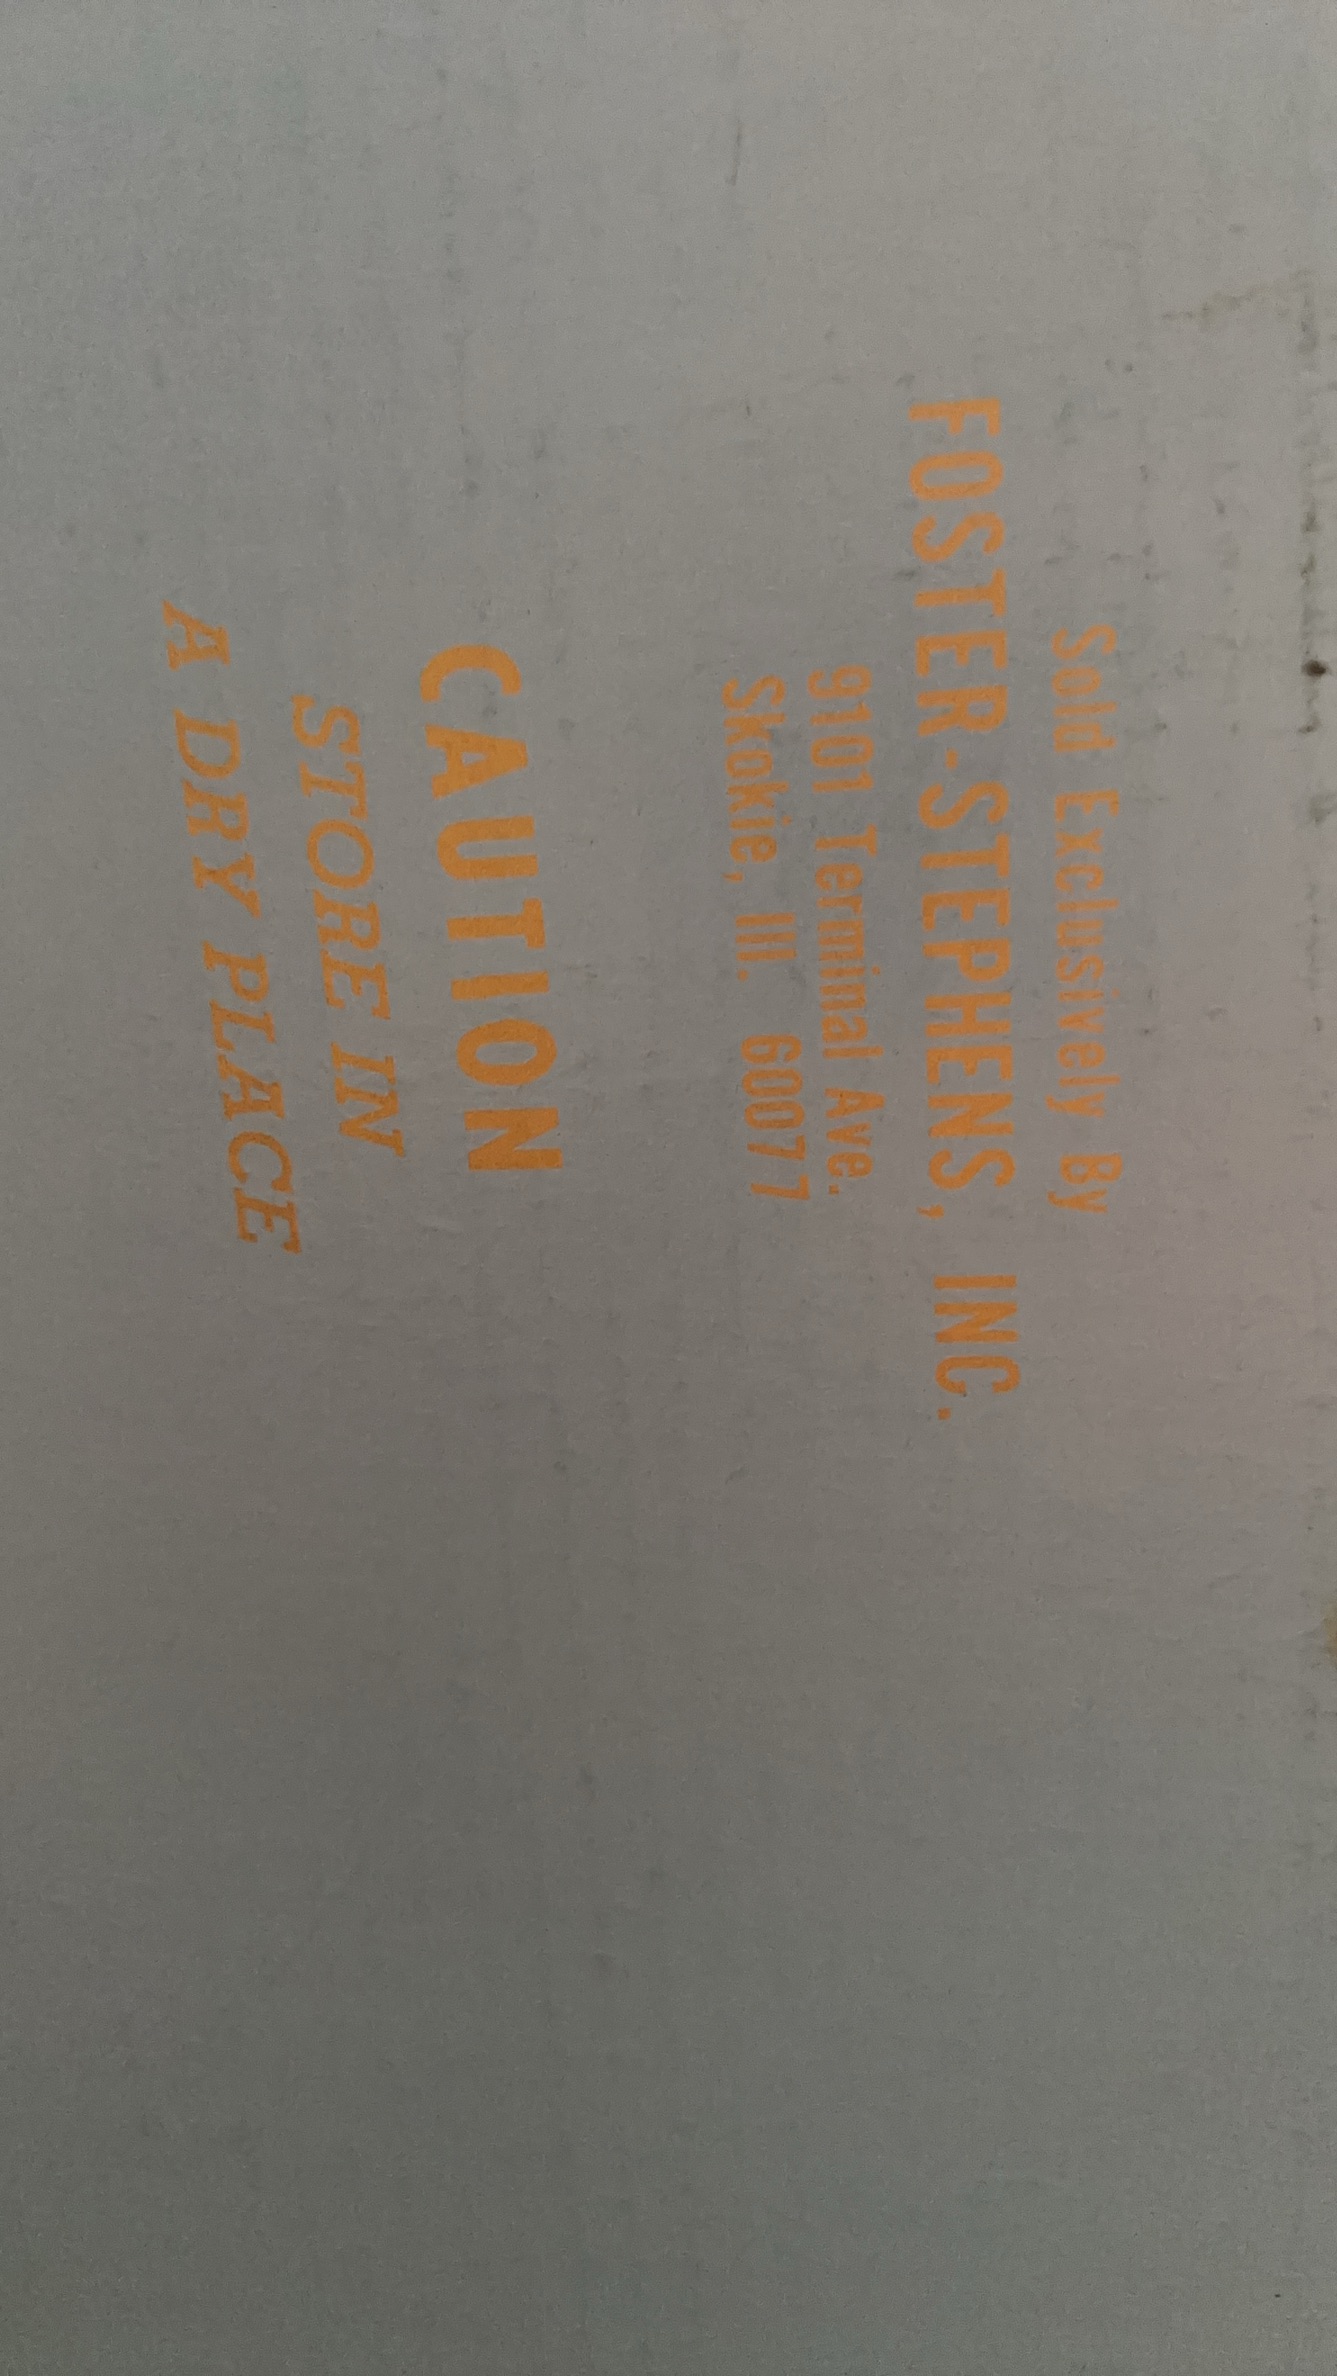 Sold Exclusively By
FOSTER-STEPHENS, INC.
9101 Terminal Ave.
Skokie, Ill. 60077
CAUTION
STORE IN
A DRY PLACE